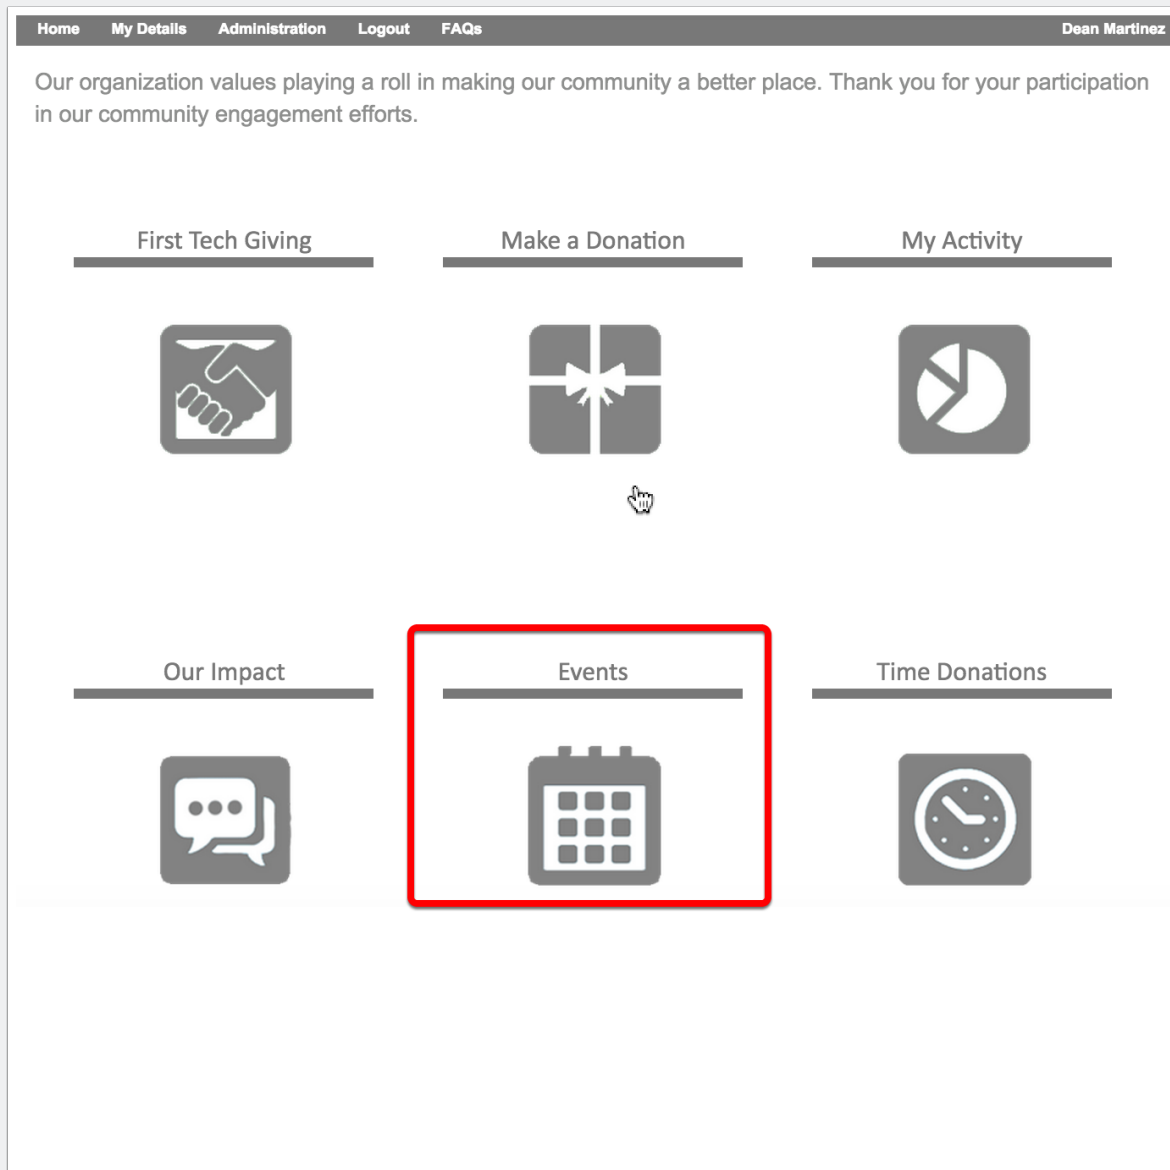 Home My Details Administration Logout FAQs Dean Martinez
Our organization values playing a roll in making our community a better place. Thank you for your participation
in our community engagement efforts.
First Tech Giving Make a Donation My Activity
Our Impact Events Time Donations